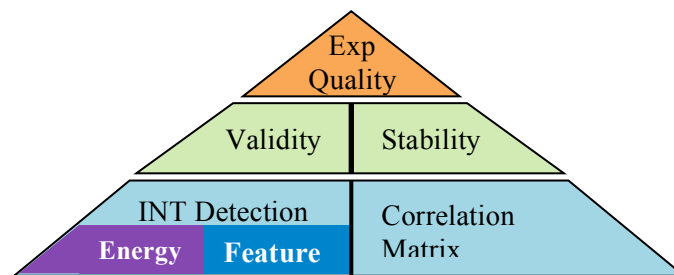 Exp
Quality
Validity
Stability
INT Detection
Correlation
Matrix
Energy
Feature